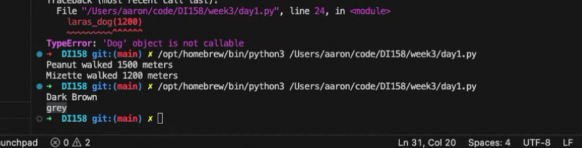 Traceback (most recent call last):
File "/Users/aaron/code/DI158/week3/day1.py", line 24, in <module>
laras_dog(1200)
~~~~~~~~~^^^^^^
TypeError: 'Dog' object is not callable
➜ DI158 git:(main) ✗ /opt/homebrew/bin/python3 /Users/aaron/code/DI158/week3/day1.py
Peanut walked 1500 meters
Mizette walked 1200 meters
➜ DI158 git:(main) ✗ /opt/homebrew/bin/python3 /Users/aaron/code/DI158/week3/day1.py
Dark Brown
grey
➜ DI158 git:(main) ✗
unchpad 0 2 Ln 31, Col 20 Spaces: 4 UTF-8 LF